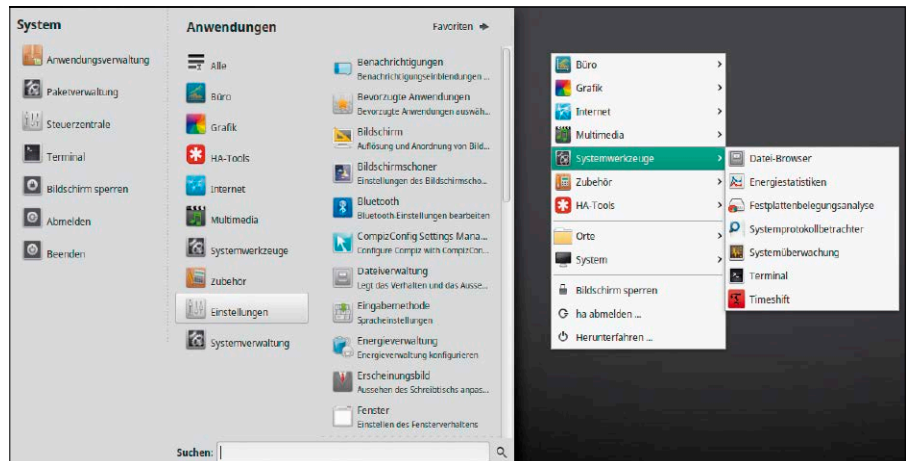 System
Anwendungsverwaltung
Paketverwaltung
Steuerzentrale
Terminal
Bildschirm sperren
Abmelden
Beenden
Anwendungen
Favoriten
Alle
Büro
Grafik
HA-Tools
Internet
Multimedia
Systemwerkzeuge
Zubehör
Einstellungen
Systemverwaltung
Benachrichtigungen
Benachrichtigungseinblendungen ...
Bevorzugte Anwendungen
Bevorzugte Anwendungen auswäh...
Bildschirm
Auflösung und Anordnung von Bild...
Bildschirmschoner
Einstellungen des Bildschirmscho...
Bluetooth
Bluetooth-Einstellungen bearbeiten
CompizConfig Settings Mana...
Configure Compiz with CompizCon...
Dateiverwaltung
Legt das Verhalten und das Ausse...
Eingabemethode
Spracheinstellungen
Energieverwaltung
Energieverwaltung konfigurieren
Erscheinungsbild
Aussehen des Schreibtischs anpas...
Fenster
Einstellen des Fensterverhaltens
Suchen:
Büro
Grafik
Internet
Multimedia
Systemwerkzeuge
Zubehör
HA-Tools
Orte
System
Bildschirm sperren
ha abmelden ...
Herunterfahren ...
Datei-Browser
Energiestatistiken
Festplattenbelegungsanalyse
Systemprotokollbetrachter
Systemüberwachung
Terminal
Timeshift